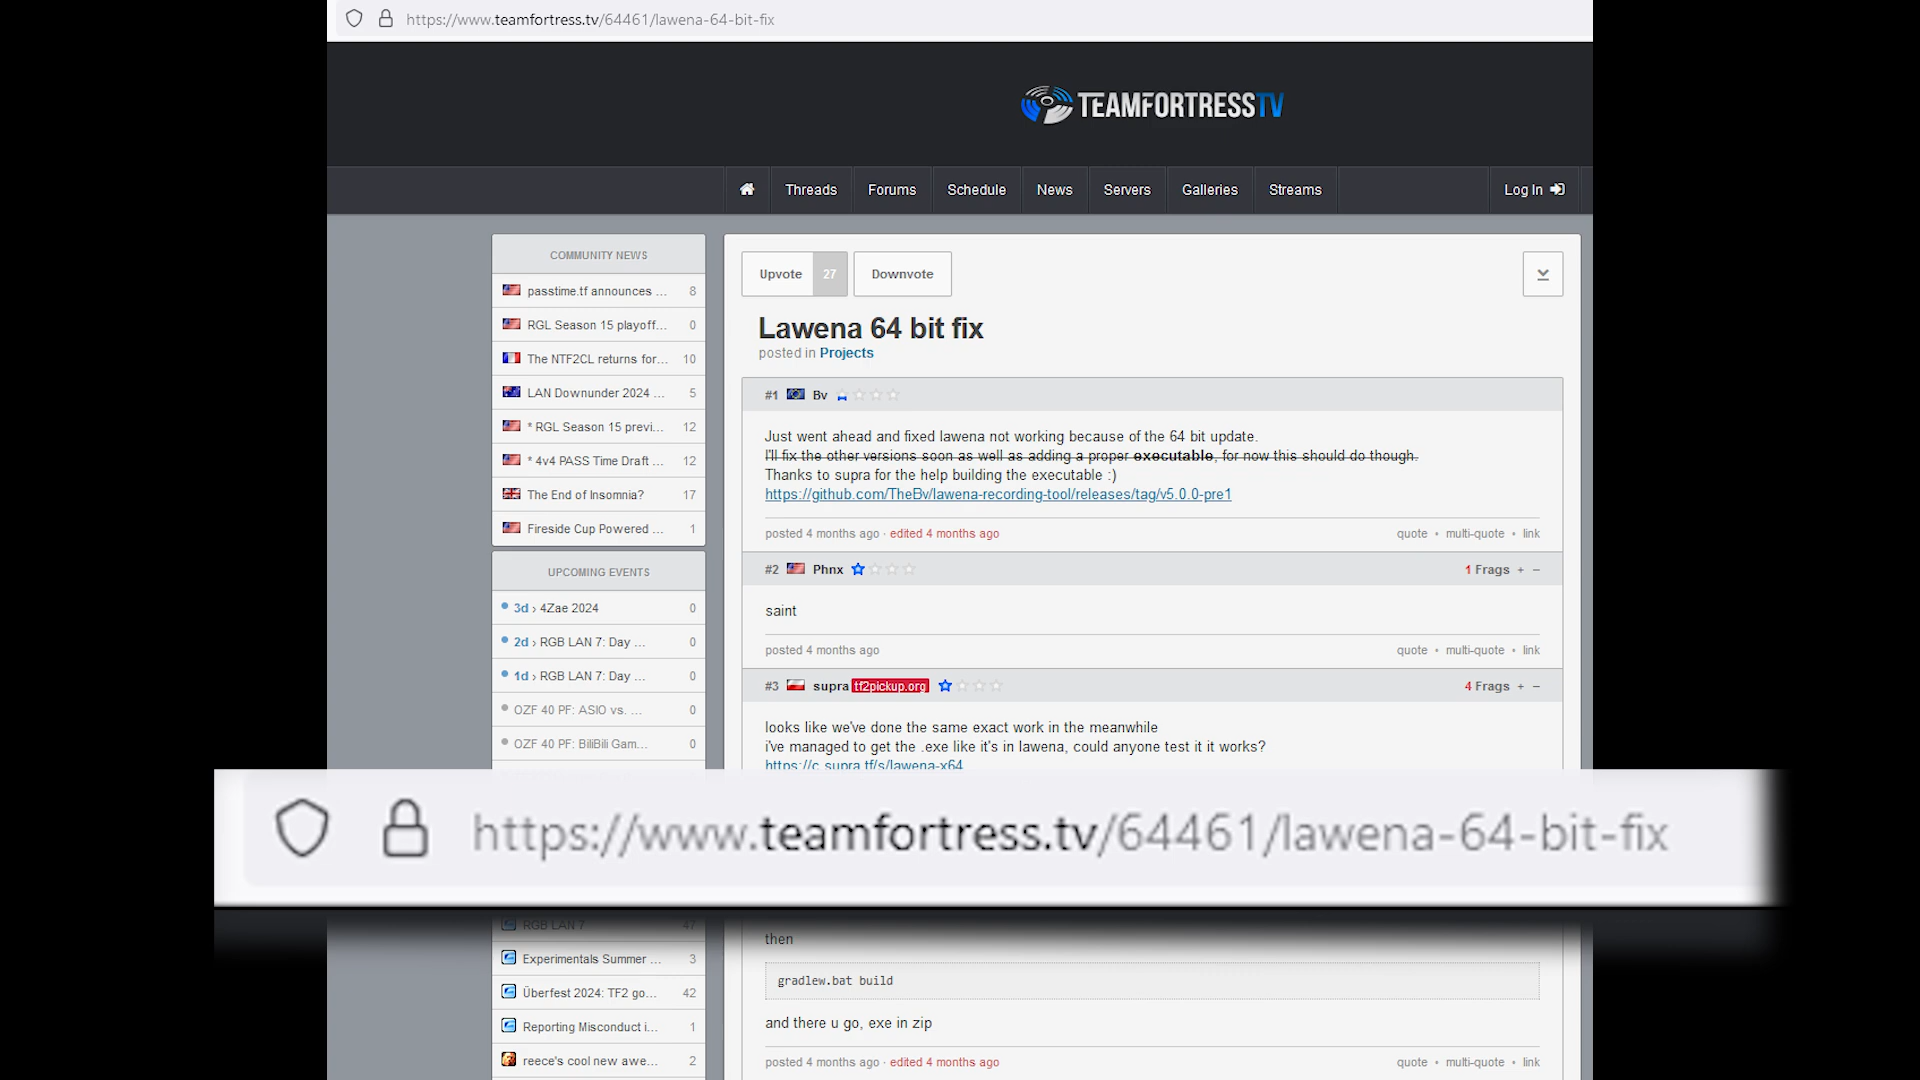 https://www.teamfortress.tv/64461/lawena-64-bit-fix
TEAMFORTRESSTV
Threads
Forums
Schedule
News
Servers
Galleries
Streams
Log In
COMMUNITY NEWS
passtime.tf announces ... 8
RGL Season 15 playoff... 0
The NTF2CL returns for... 10
LAN Downunder 2024 ... 5
* RGL Season 15 previ... 12
* 4v4 PASS Time Draft ... 12
The End of Insomnia? 17
Fireside Cup Powered ... 1
UPCOMING EVENTS
3d › 4Zae 2024 0
2d › RGB LAN 7: Day ... 0
1d › RGB LAN 7: Day ... 0
OZF 40 PF: ASIO vs. ... 0
OZF 40 PF: BiliBili Gam... 0
Upvote 27 Downvote
Lawena 64 bit fix
posted in Projects
#1 Bv
Just went ahead and fixed lawena not working because of the 64 bit update.
I'll fix the other versions soon as well as adding a proper executable, for now this should do though.
Thanks to supra for the help building the executable :)
https://github.com/TheBv/lawena-recording-tool/releases/tag/v5.0.0-pre1
posted 4 months ago · edited 4 months ago quote • multi-quote • link
#2 Phnx 1 Frags + –
saint
posted 4 months ago quote • multi-quote • link
#3 supra tf2pickup.org 4 Frags + –
looks like we've done the same exact work in the meanwhile
i've managed to get the .exe like it's in lawena, could anyone test it it works?
https://c.supra.tf/s/lawena-x64
https://www.teamfortress.tv/64461/lawena-64-bit-fix
RGB LAN 7 47
Experimentals Summer ... 3
Überfest 2024: TF2 go... 42
Reporting Misconduct i... 1
reece's cool new awe... 2
then
gradlew.bat build
and there u go, exe in zip
posted 4 months ago · edited 4 months ago quote • multi-quote • link